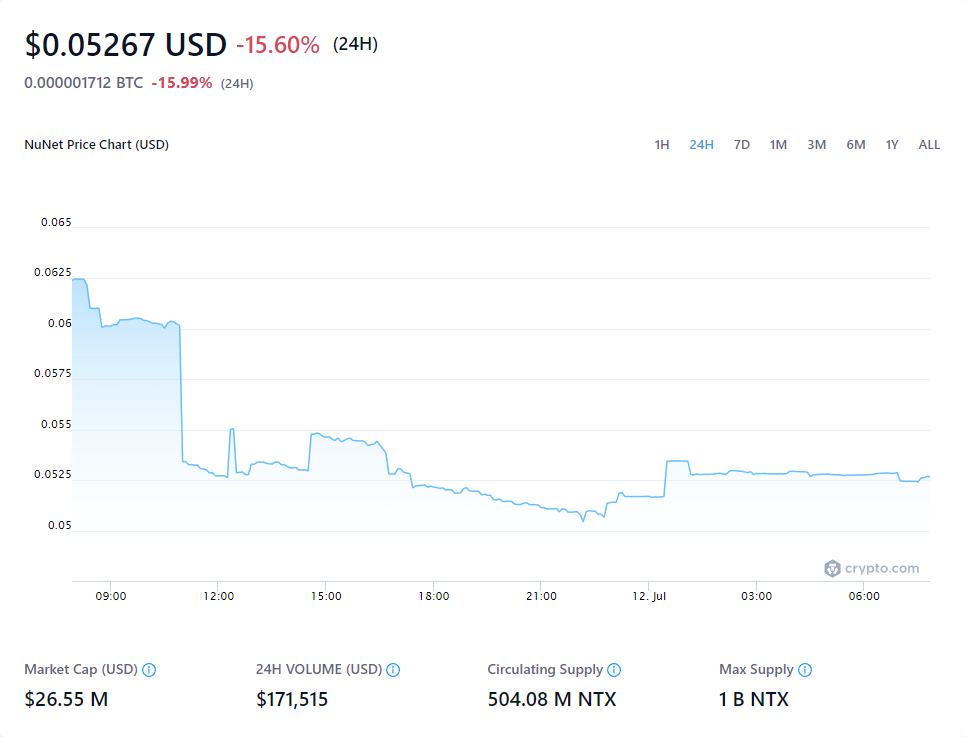 $0.05267 USD -15.60% (24H)
0.000001712 BTC -15.99% (24H)
NuNet Price Chart (USD) 1H 24H 7D 1M 3M 6M 1Y ALL
0.065
0.0625
0.06
0.0575
0.055
0.0525
0.05
crypto.com
09:00 12:00 15:00 18:00 21:00 12. Jul 03:00 06:00
Market Cap (USD) 24H VOLUME (USD) Circulating Supply Max Supply
$26.55 M $171,515 504.08 M NTX 1 B NTX